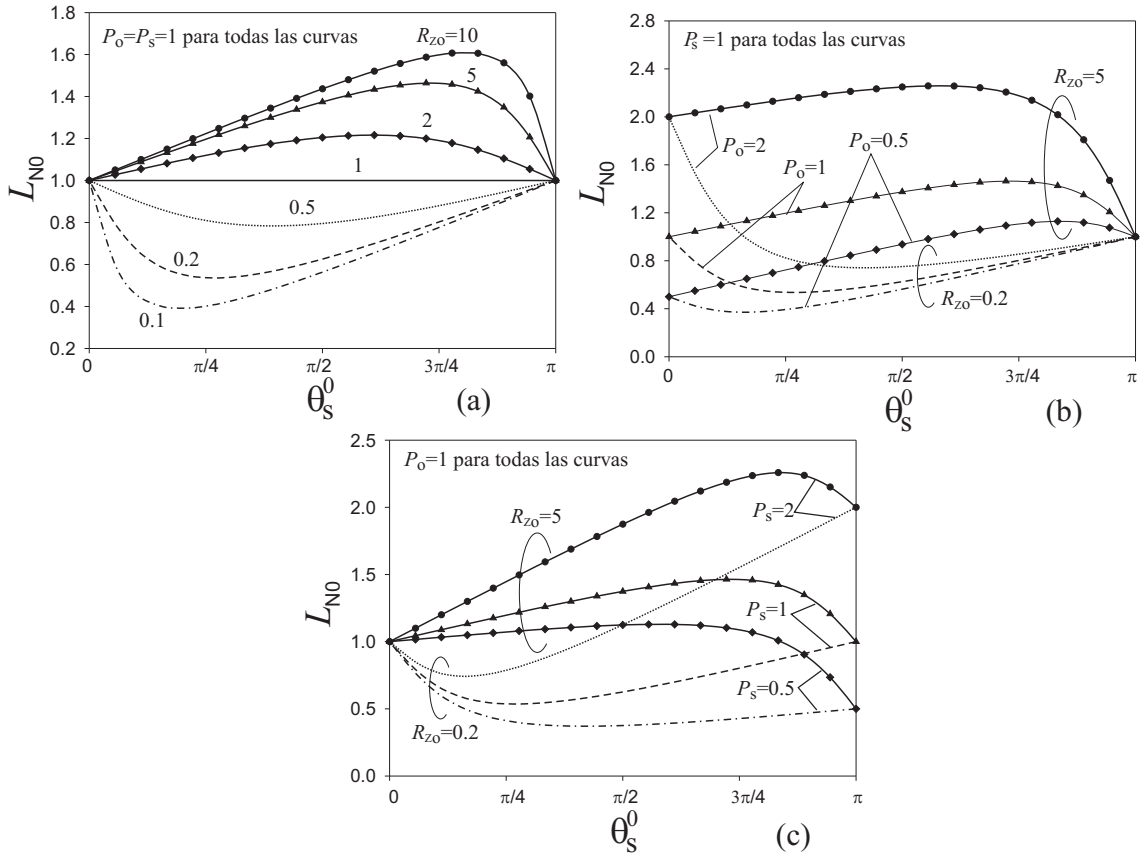 P_o=P_s=1 para todas las curvas
R_zo=10
5
2
1
0.5
0.2
0.1
1.8
1.6
1.4
1.2
1.0
0.8
0.6
0.4
0.2
L_N0
0 π/4 π/2 3π/4 π
θ_s^0 (a)
P_s=1 para todas las curvas
R_zo=5
P_o=2
P_o=1
P_o=0.5
R_zo=0.2
2.8
2.4
2.0
1.6
1.2
0.8
0.4
0.0
L_N0
0 π/4 π/2 3π/4 π
θ_s^0 (b)
P_o=1 para todas las curvas
R_zo=5
P_s=2
P_s=1
P_s=0.5
R_zo=0.2
2.5
2.0
1.5
1.0
0.5
0.0
L_N0
0 π/4 π/2 3π/4 π
θ_s^0 (c)